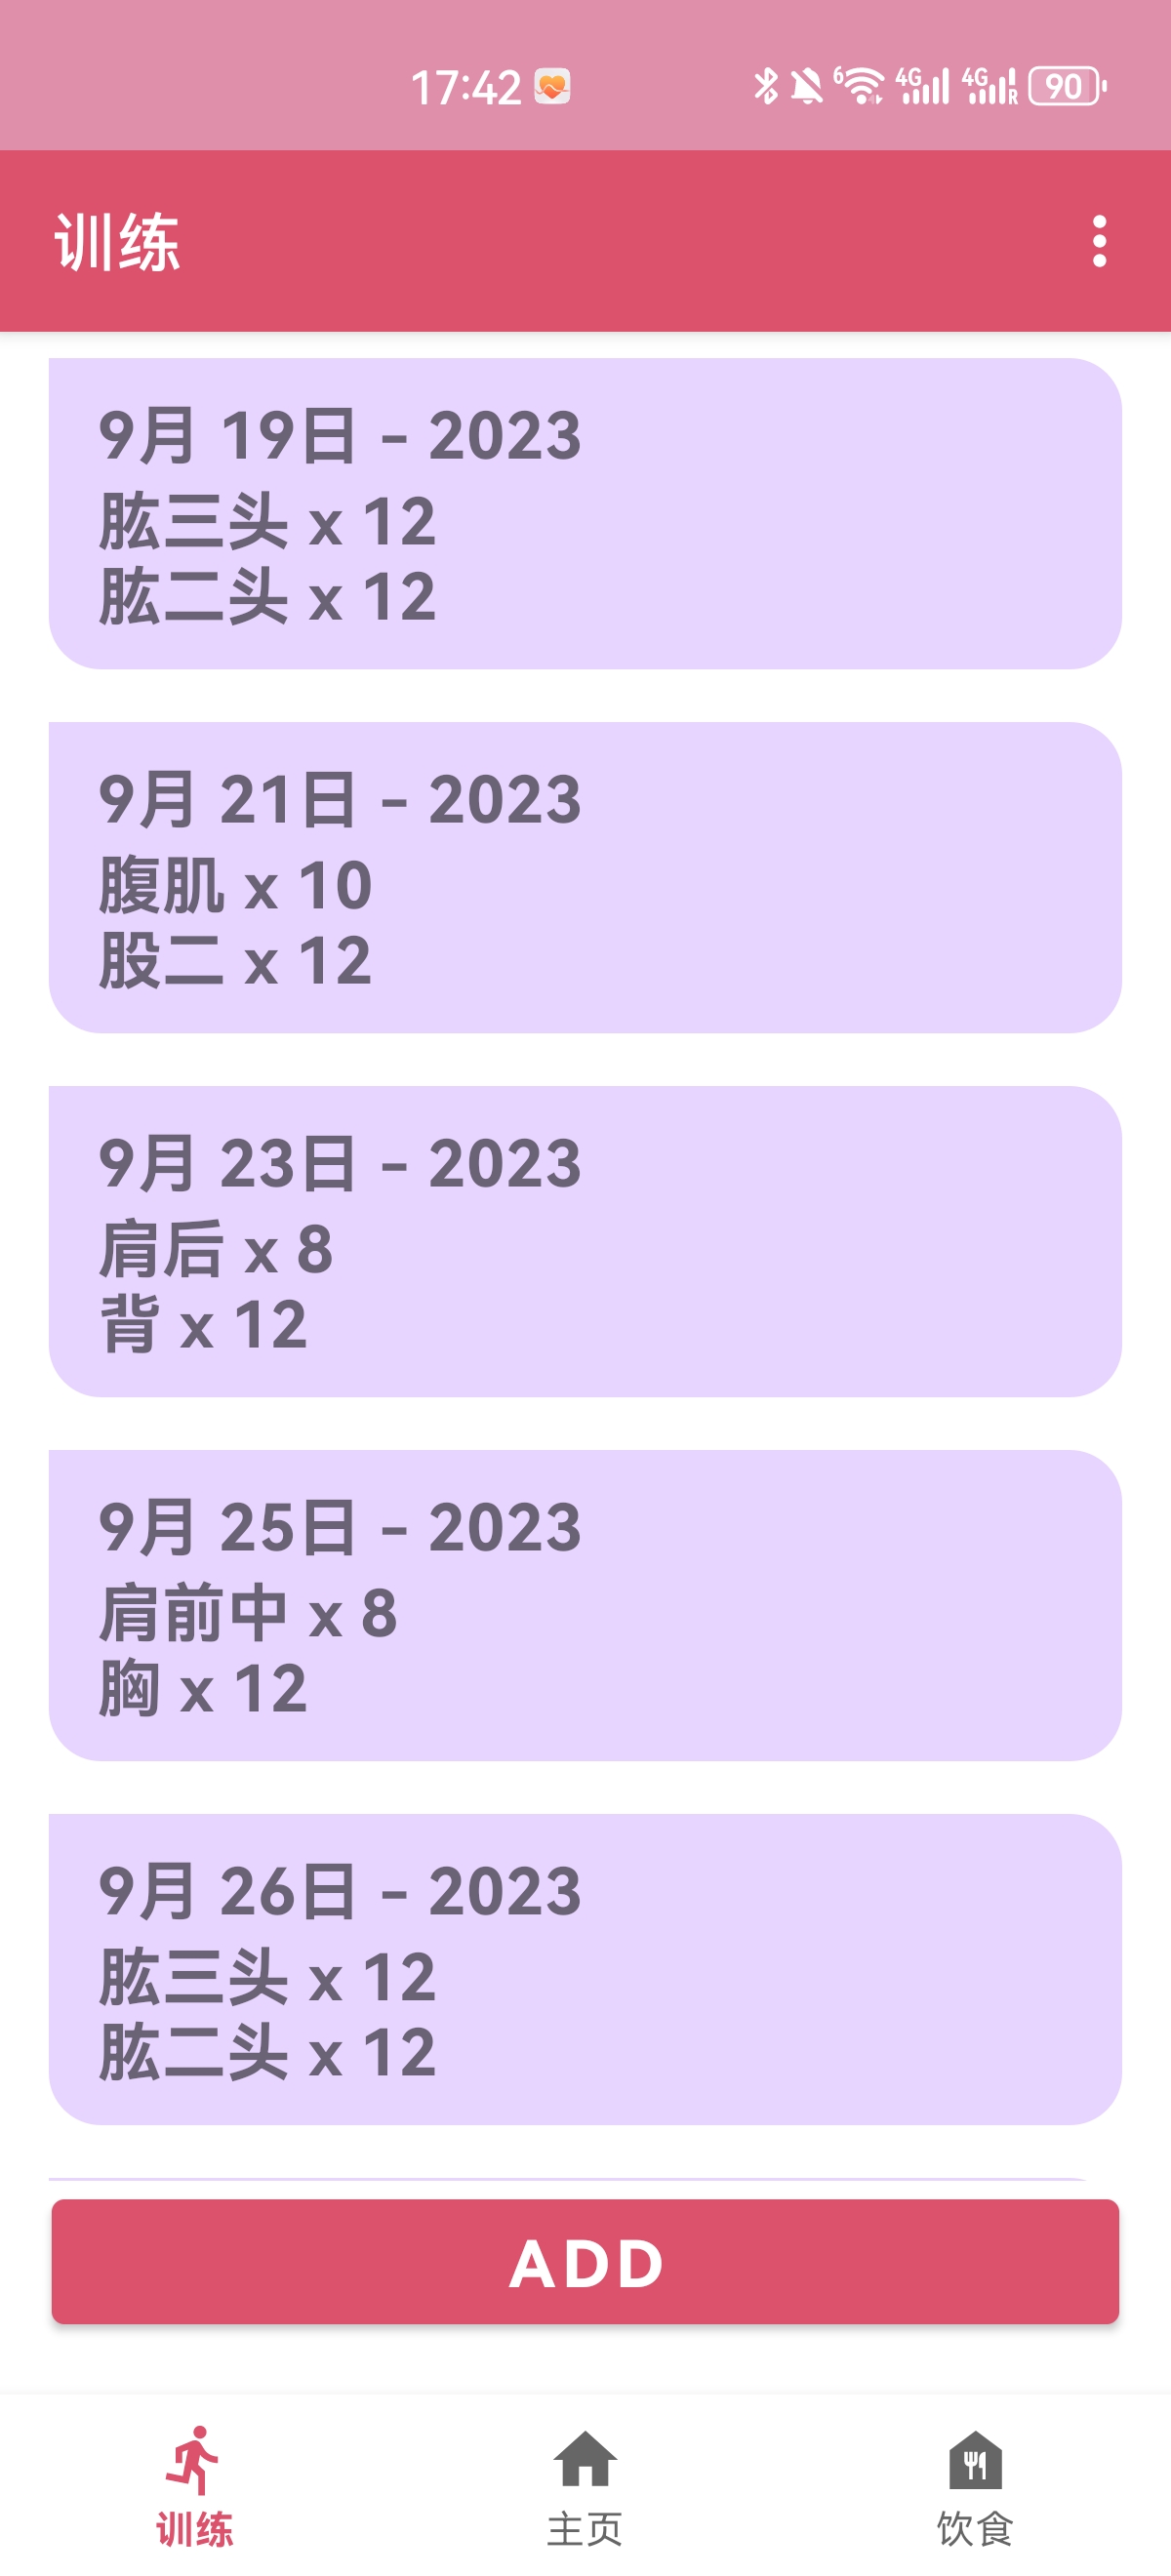 17:42
6 4G 4G R 90
训练
9月 19日 - 2023
肱三头 x 12
肱二头 x 12
9月 21日 - 2023
腹肌 x 10
股二 x 12
9月 23日 - 2023
肩后 x 8
背 x 12
9月 25日 - 2023
肩前中 x 8
胸 x 12
9月 26日 - 2023
肱三头 x 12
肱二头 x 12
ADD
训练 主页 饮食